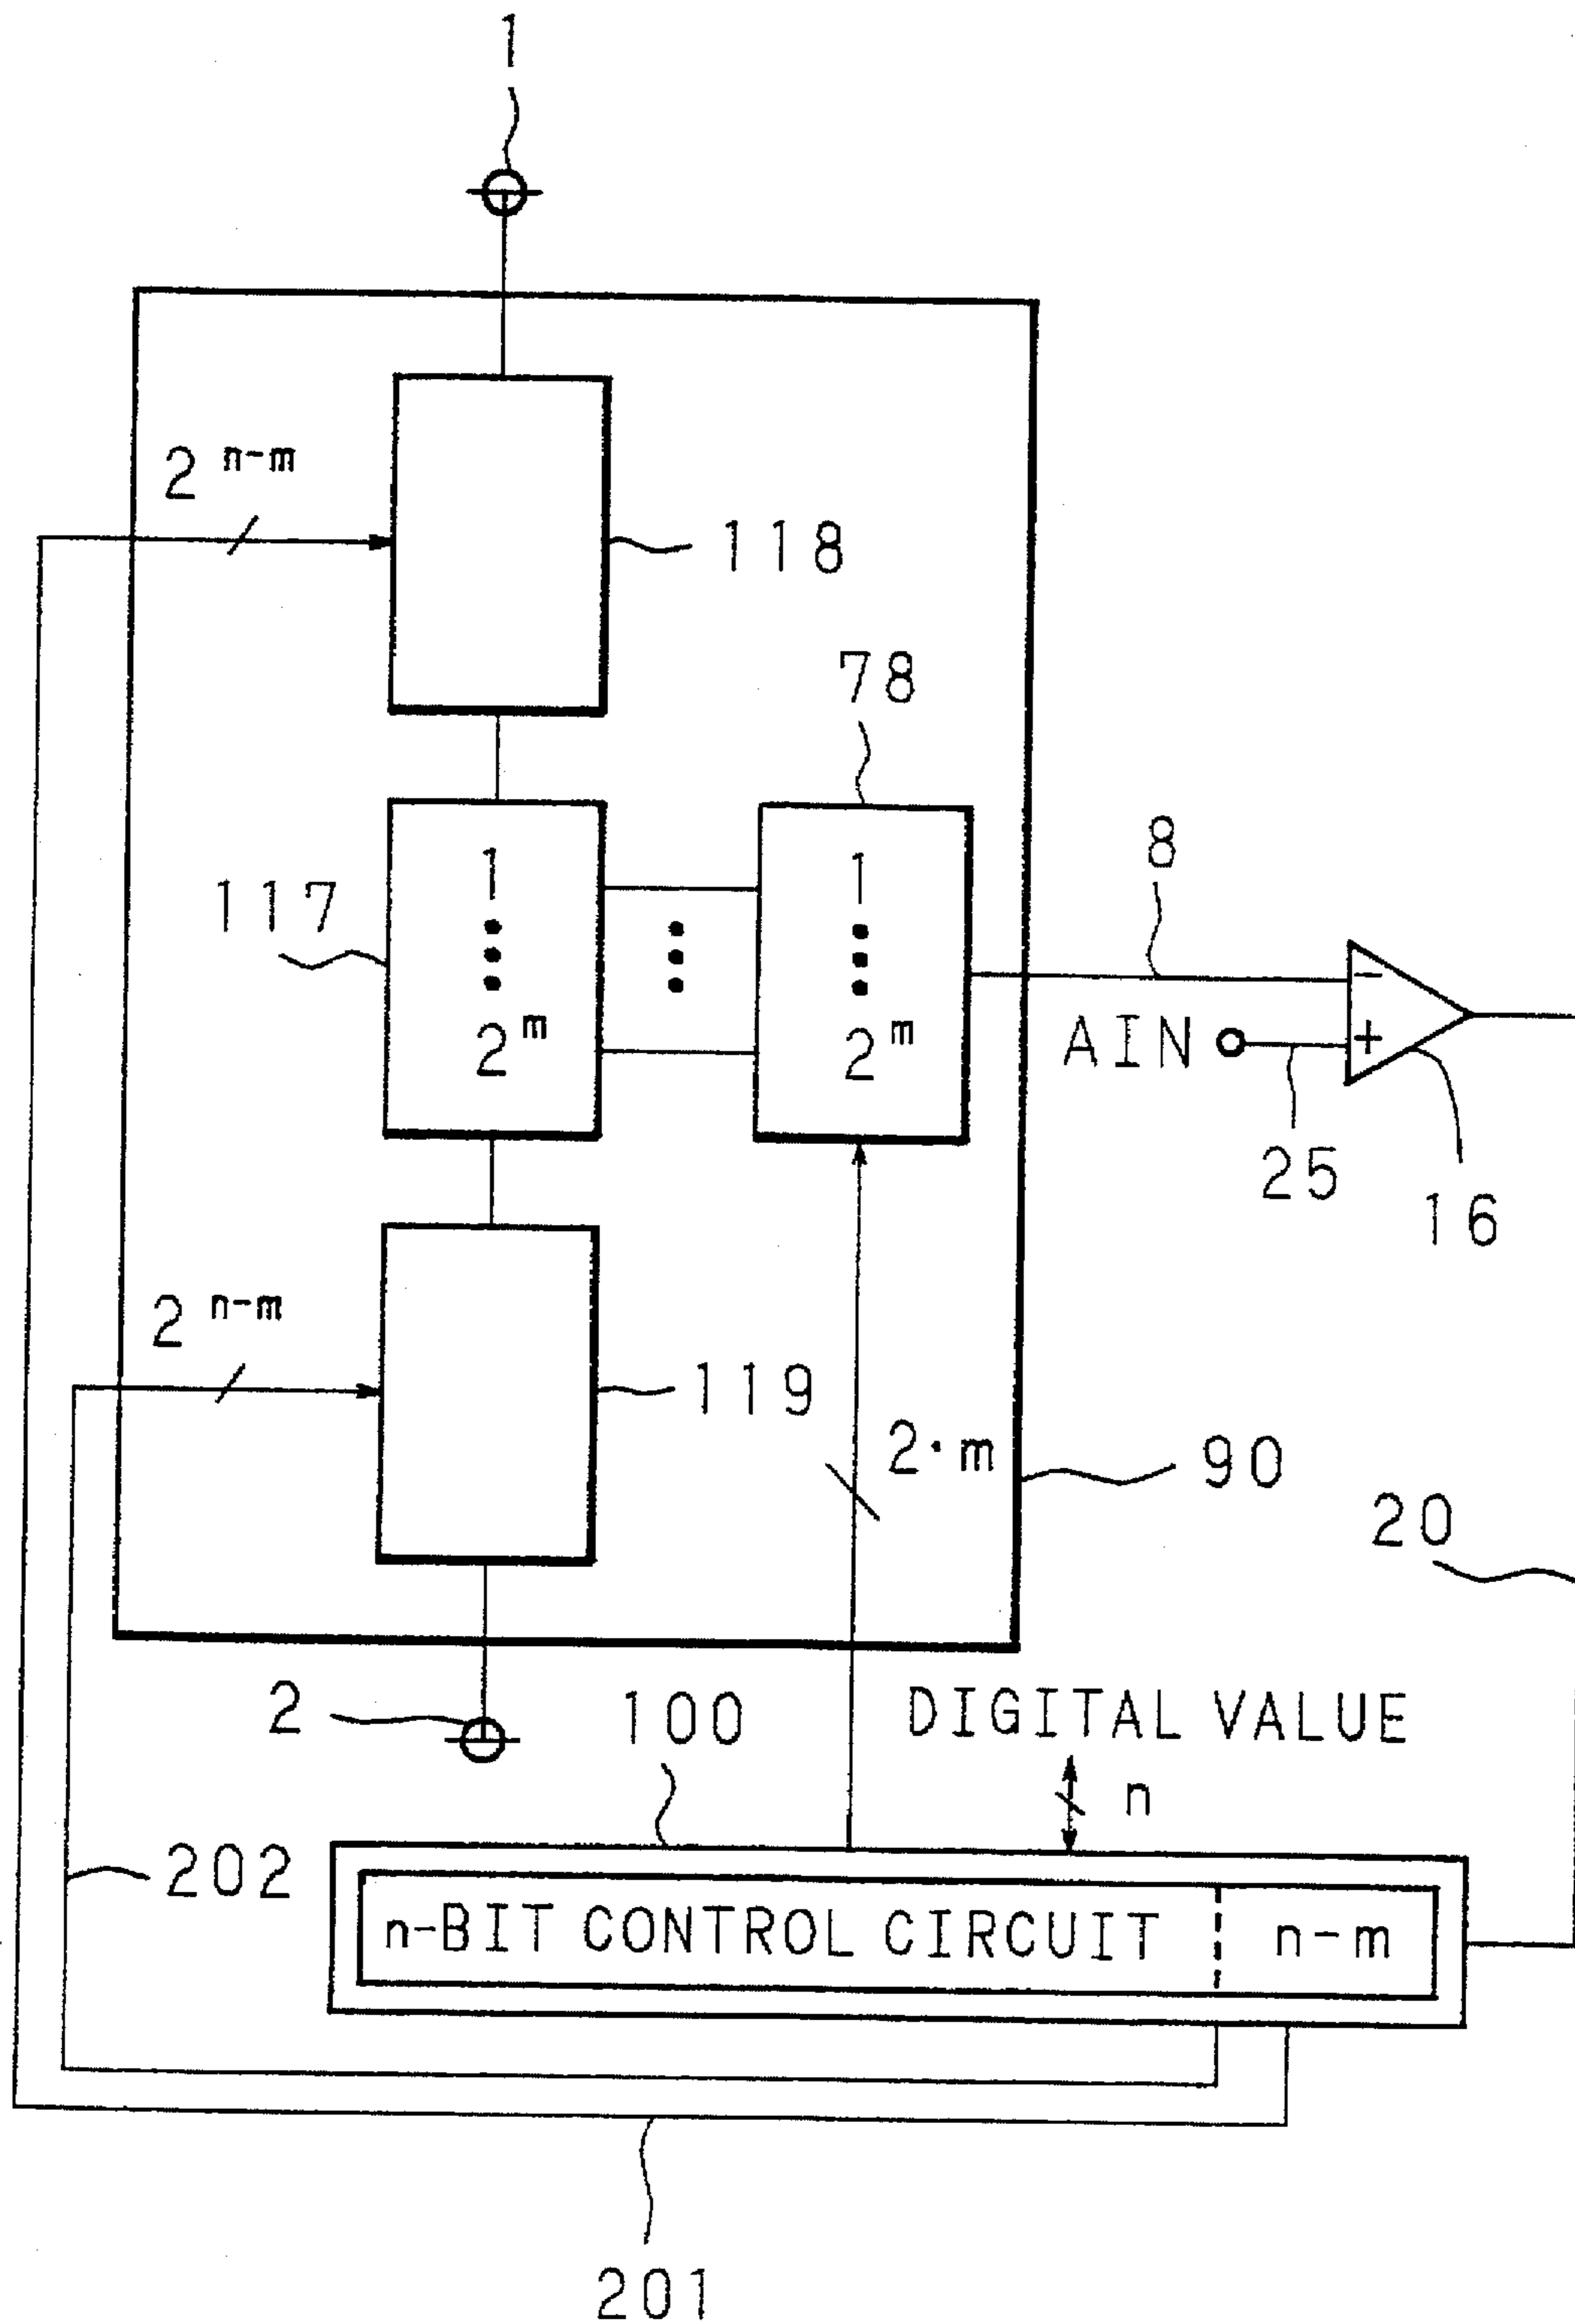 1
2^n-m
118
78
117
1
2^m
1
2^m
8
AIN
-
+
25
16
2^n-m
119
2·m
90
20
2
100
DIGITAL VALUE
n
202
n-BIT CONTROL CIRCUIT
n-m
201